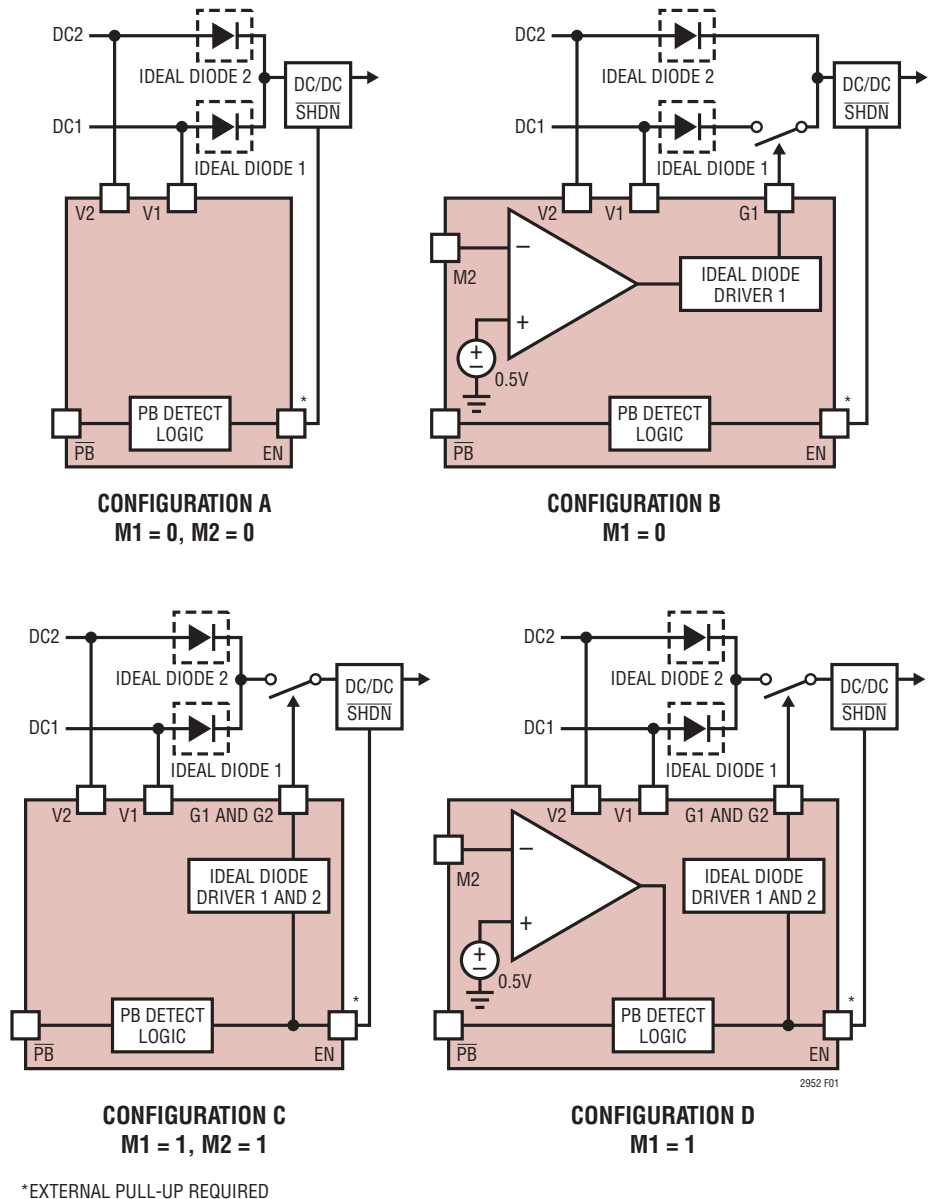 DC2
IDEAL DIODE 2
DC/DC
SHDN
DC1
IDEAL DIODE 1
V2
V1
PB DETECT
LOGIC
*
PB
EN
CONFIGURATION A
M1 = 0, M2 = 0
DC2
IDEAL DIODE 2
DC/DC
SHDN
DC1
IDEAL DIODE 1
V2
V1
G1
M2
−
+
IDEAL DIODE
DRIVER 1
+
−
0.5V
PB DETECT
LOGIC
*
PB
EN
CONFIGURATION B
M1 = 0
DC2
IDEAL DIODE 2
DC/DC
SHDN
DC1
IDEAL DIODE 1
V2
V1
G1 AND G2
IDEAL DIODE
DRIVER 1 AND 2
PB DETECT
LOGIC
*
PB
EN
CONFIGURATION C
M1 = 1, M2 = 1
DC2
IDEAL DIODE 2
DC/DC
SHDN
DC1
IDEAL DIODE 1
V2
V1
G1 AND G2
M2
−
+
IDEAL DIODE
DRIVER 1 AND 2
+
−
0.5V
PB DETECT
LOGIC
*
PB
EN
2952 F01
CONFIGURATION D
M1 = 1
*EXTERNAL PULL-UP REQUIRED